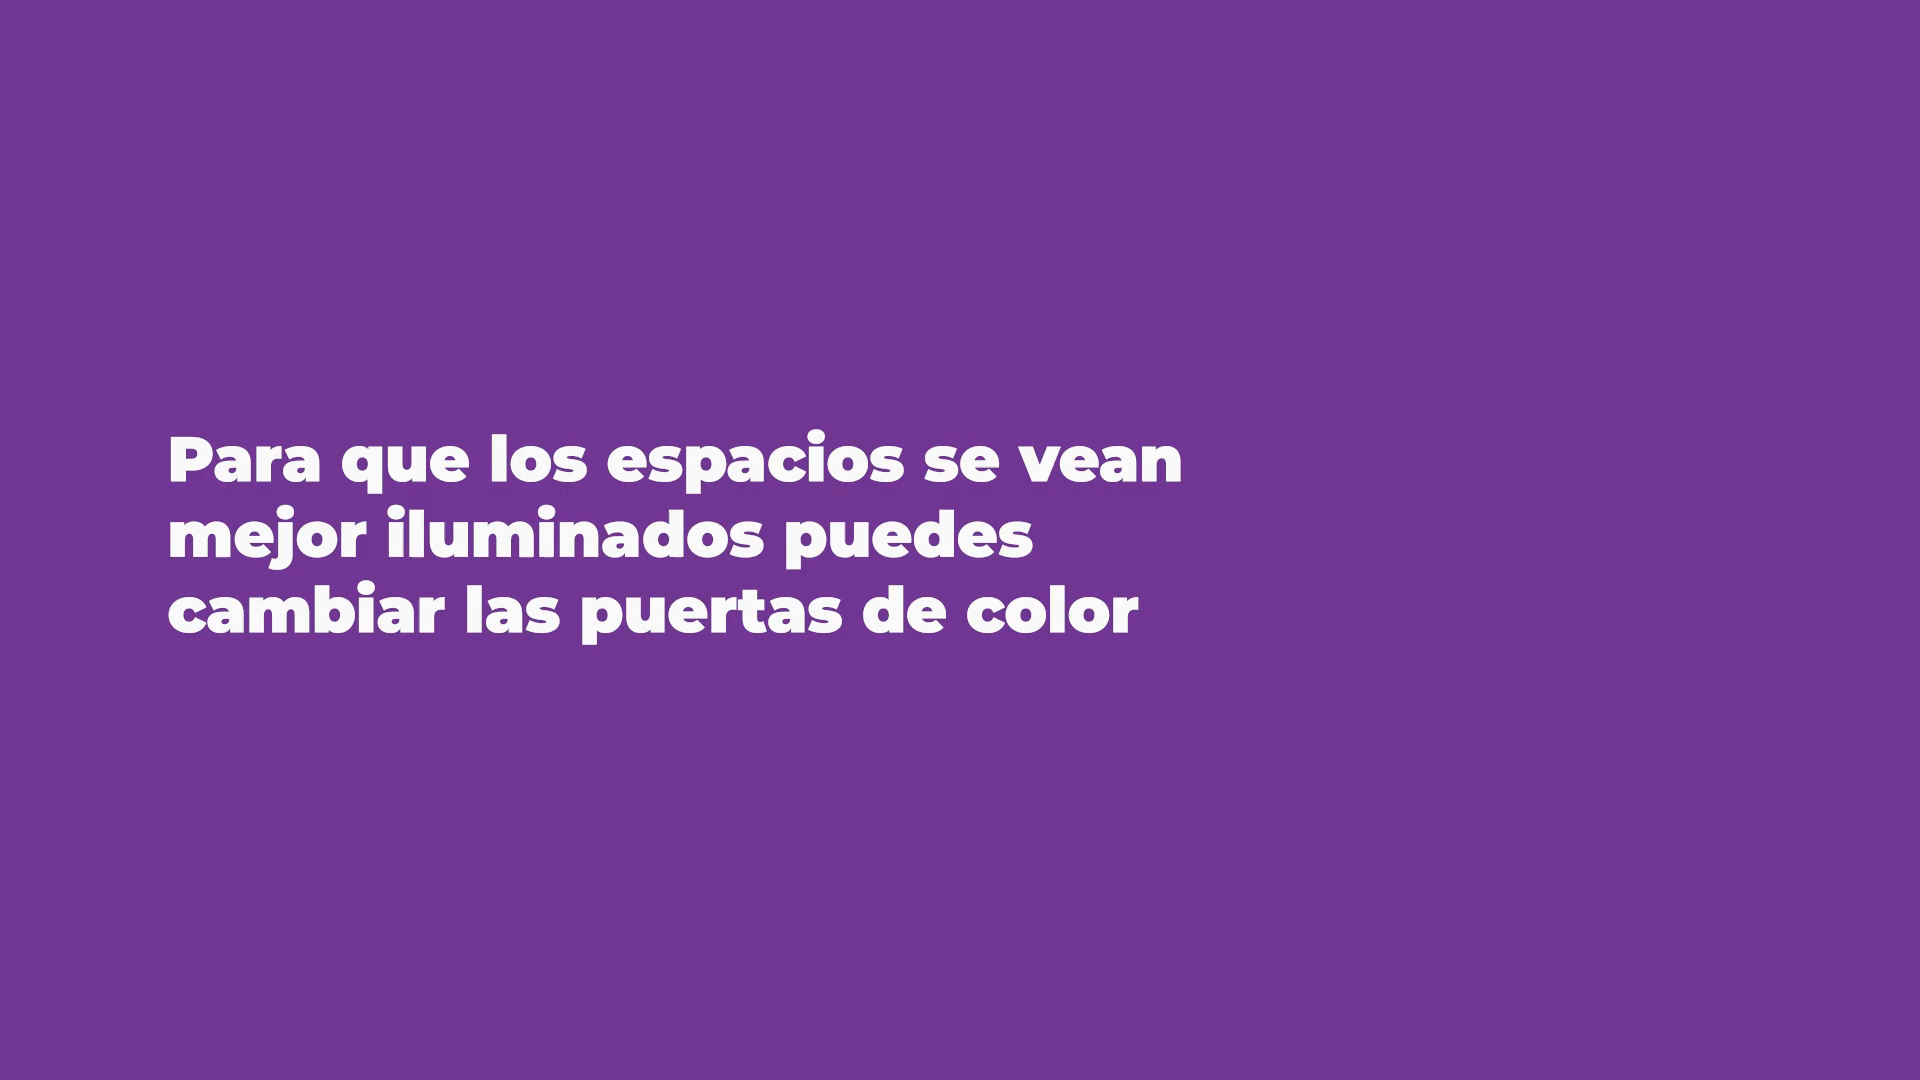 Para que los espacios se vean
mejor iluminados puedes
cambiar las puertas de color